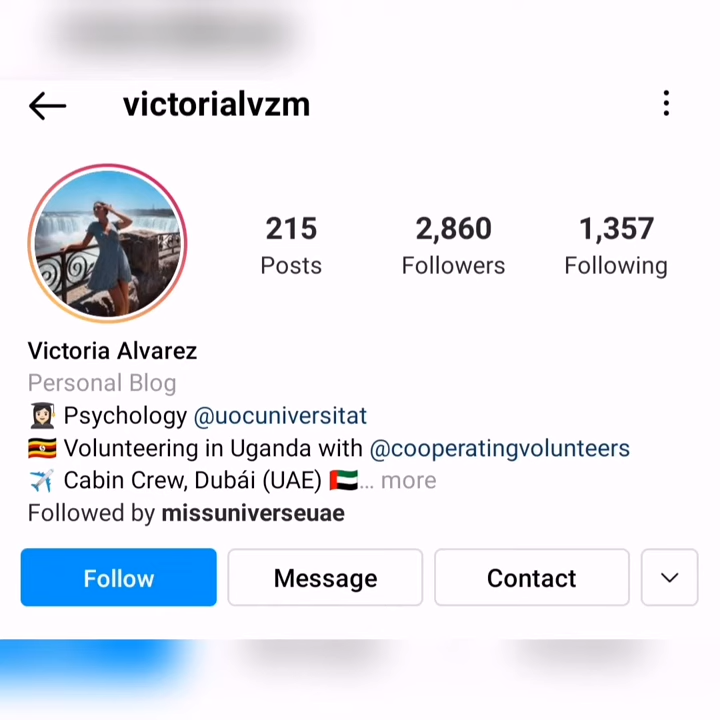 victorialvzm
215 2,860 1,357
Posts Followers Following
Victoria Alvarez
Personal Blog
Psychology @uocuniversitat
Volunteering in Uganda with @cooperatingvolunteers
Cabin Crew, Dubái (UAE) ... more
Followed by missuniverseuae
Follow Message Contact